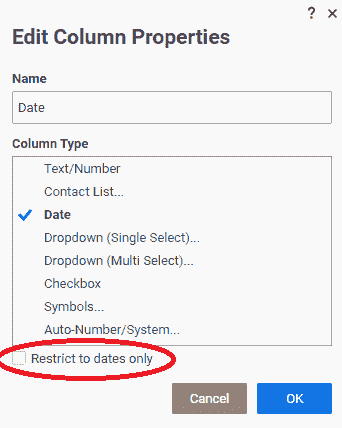 ? ×
Edit Column Properties
Name
Date
Column Type
Text/Number
Contact List...
Date
Dropdown (Single Select)...
Dropdown (Multi Select)...
Checkbox
Symbols...
Auto-Number/System...
Restrict to dates only
Cancel OK